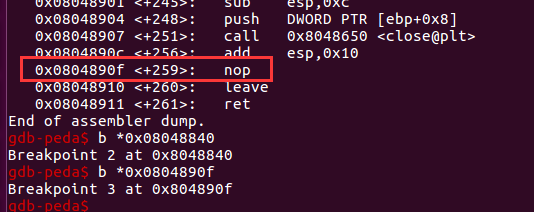 0x08048901 <+245>: sub esp,0xc
0x08048904 <+248>: push DWORD PTR [ebp+0x8]
0x08048907 <+251>: call 0x8048650 <close@plt>
0x0804890c <+256>: add esp,0x10
0x0804890f <+259>: nop
0x08048910 <+260>: leave
0x08048911 <+261>: ret
End of assembler dump.
gdb-peda$ b *0x08048840
Breakpoint 2 at 0x8048840
gdb-peda$ b *0x0804890f
Breakpoint 3 at 0x804890f
gdb-peda$